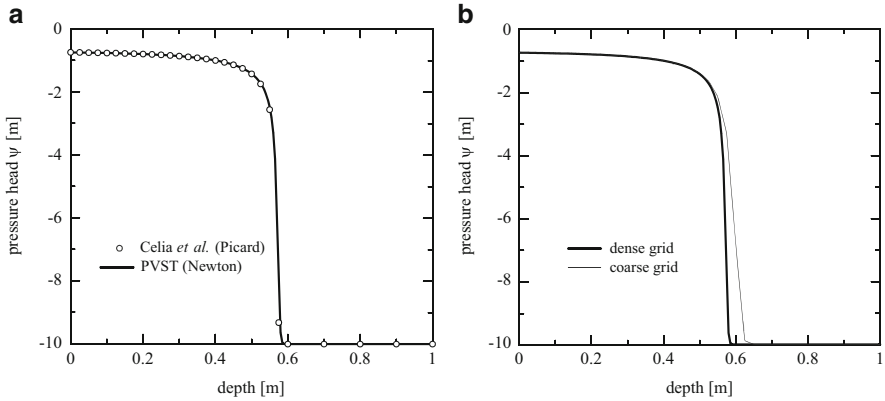 a
0
-2
-4
-6
-8
-10
pressure head ψ [m]
Celia et al. (Picard)
PVST (Newton)
0 0.2 0.4 0.6 0.8 1
depth [m]
b
0
-2
-4
-6
-8
-10
pressure head ψ [m]
dense grid
coarse grid
0 0.2 0.4 0.6 0.8 1
depth [m]